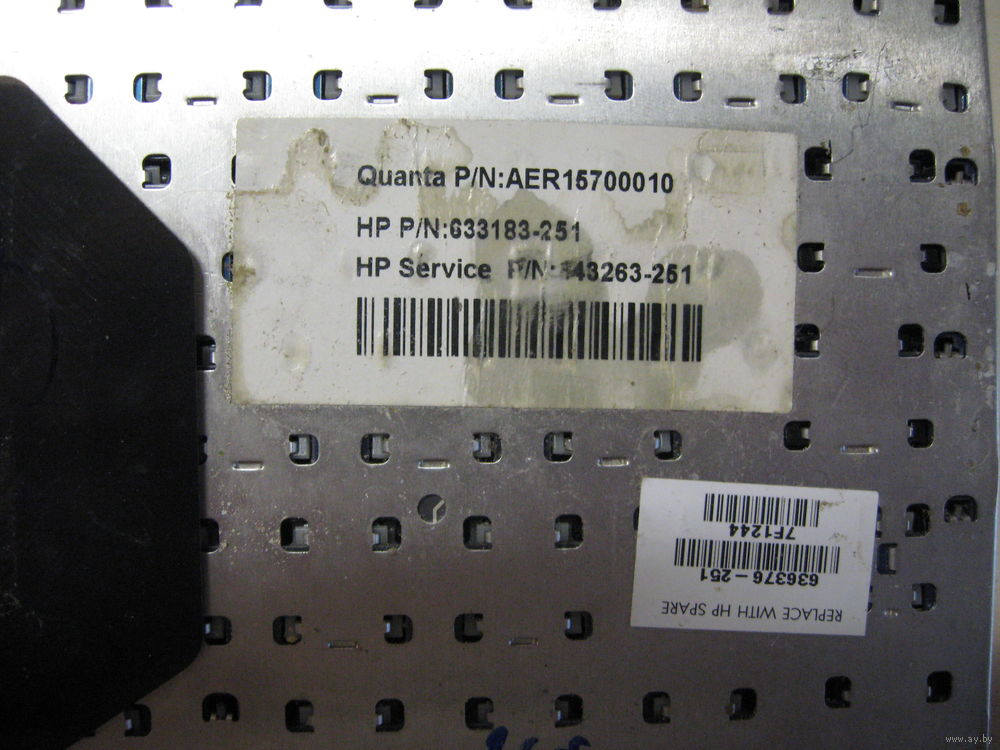 Quanta P/N:AER15700010
HP P/N:633183-251
HP Service P/N: 43263-251
7F1244
636376-251
REPLACE WITH HP SPARE
www.ay.by